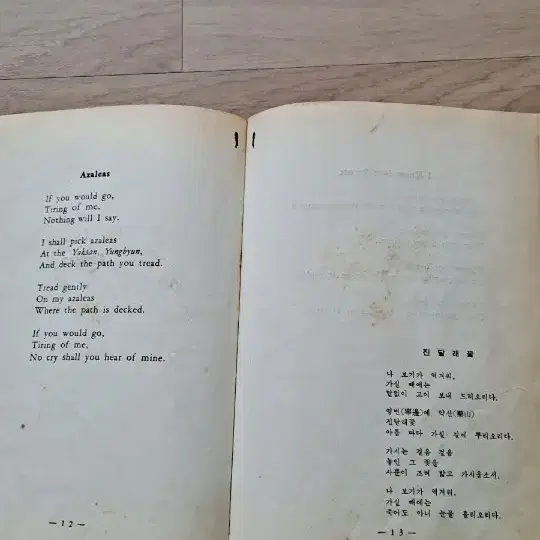 Azaleas
If you would go,
Tiring of me,
Nothing will I say.
I shall pick azaleas
At the Yaksan, Yungbyun,
And deck the path you tread.
Tread gently
On my azaleas
Where the path is decked.
If you would go,
Tiring of me,
No cry shall you hear of mine.
— 12 —
진 달 래 꽃
나 보기가 역겨워,
가실 때에는
말없이 고이 보내 드리오리다.
영변(寧邊)에 약산(藥山)
진달래꽃
아름 따다 가실 길에 뿌리오리다.
가시는 걸음 걸음
놓인 그 꽃을
사뿐이 즈려 밟고 가시옵소서.
나 보기가 역겨워,
가실 때에는
죽어도 아니 눈물 흘리오리다.
— 13 —